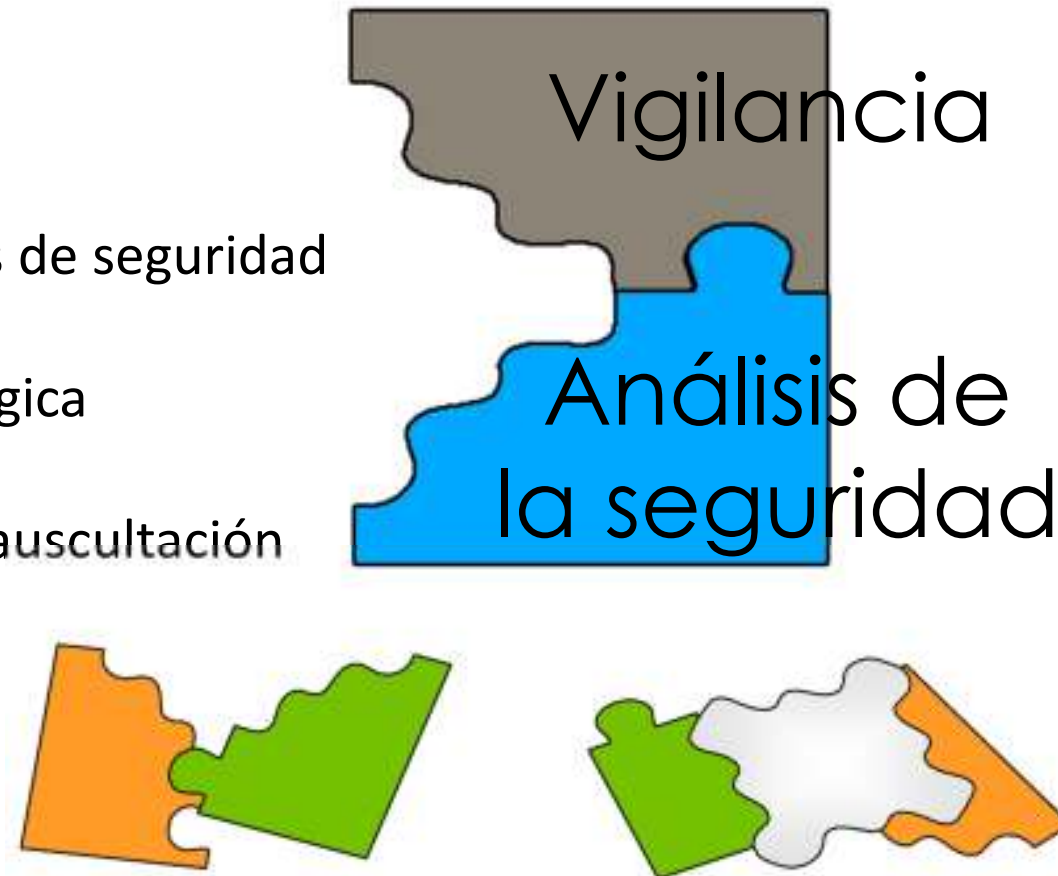 Vigilancia
s de seguridad
Análisis de
la seguridad
gica
auscultación